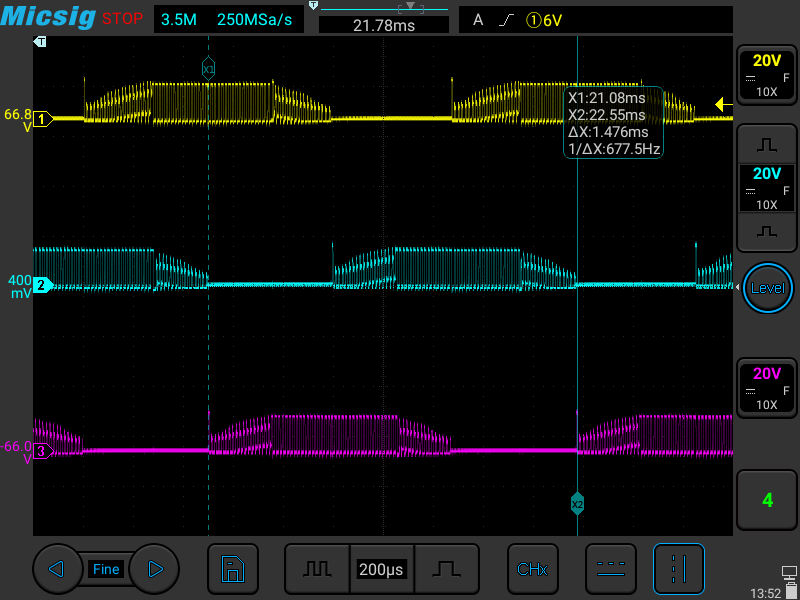 Micsig STOP 3.5M 250MSa/s T 21.78ms A ①6V
T
X1
20V
F
10X
66.8
V
1
X1:21.08ms
X2:22.55ms
ΔX:1.476ms
1/ΔX:677.5Hz
20V
F
10X
400
mV
2
Level
20V
F
10X
-66.0
V
3
X2
4
Fine
200μs
CHx
13:52